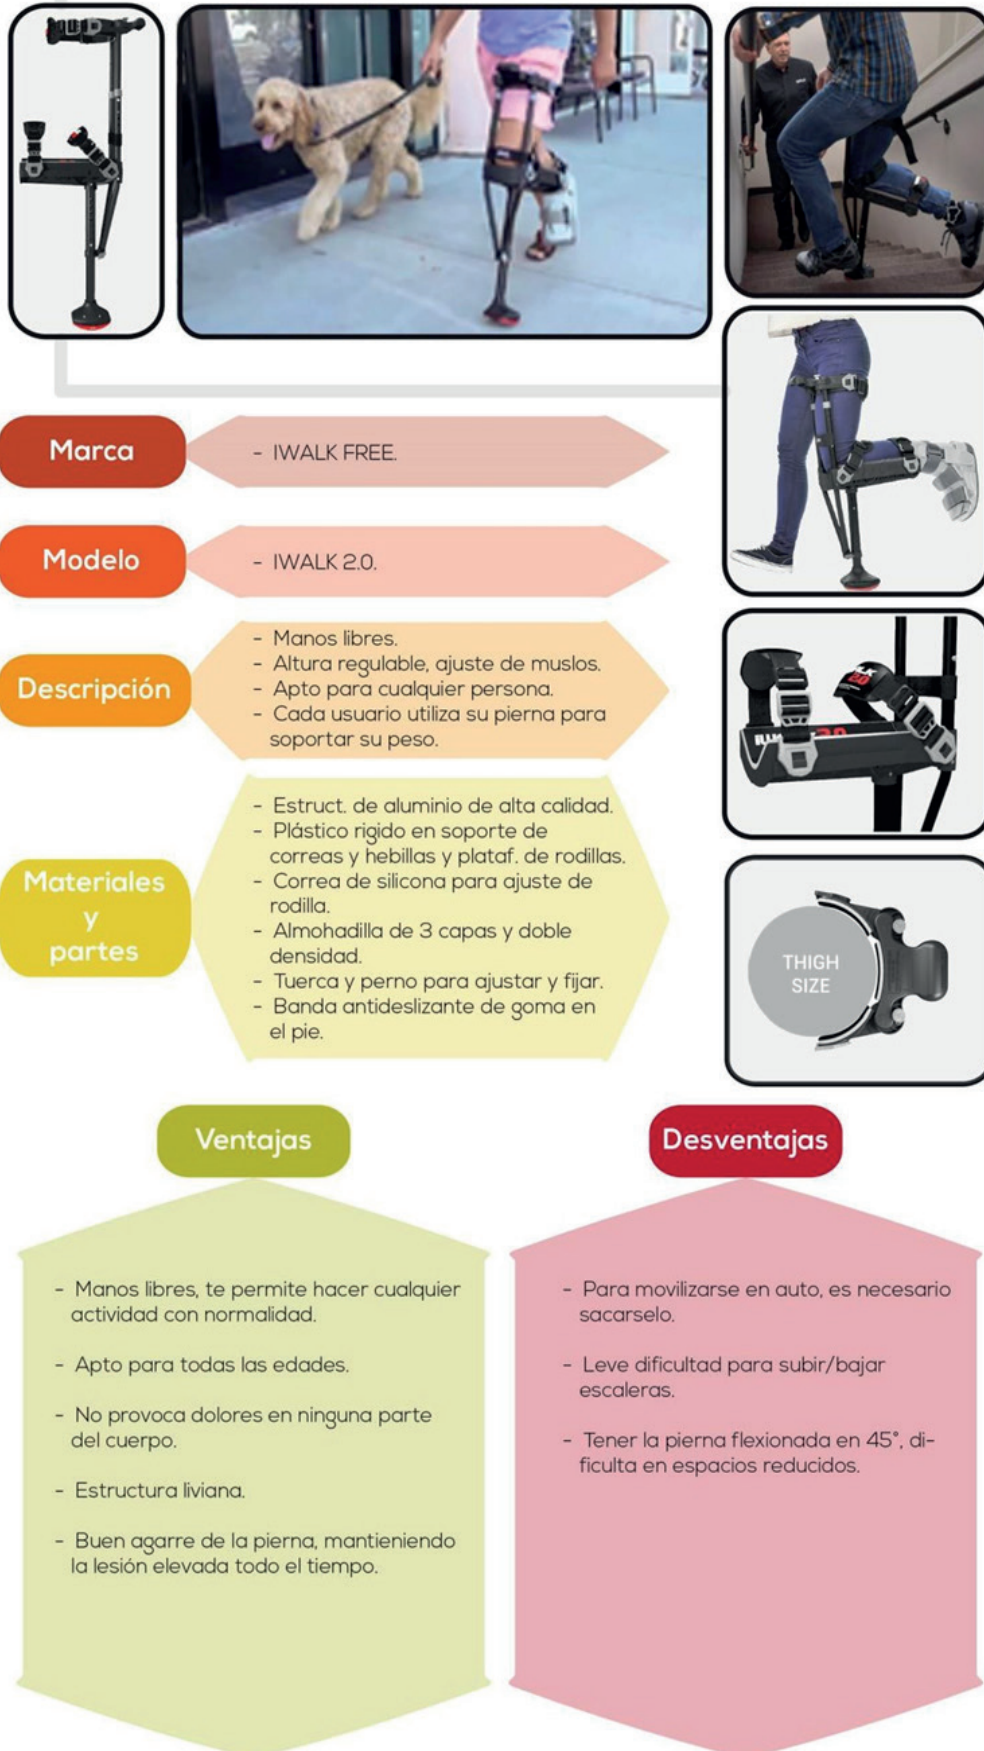 Marca
- IWALK FREE.
Modelo
- IWALK 2.0.
Descripción
- Manos libres.
- Altura regulable, ajuste de muslos.
- Apto para cualquier persona.
- Cada usuario utiliza su pierna para
soportar su peso.
Materiales
y
partes
- Estruct. de aluminio de alta calidad.
- Plástico rigido en soporte de
correas y hebillas y plataf. de rodillas.
- Correa de silicona para ajuste de
rodilla.
- Almohadilla de 3 capas y doble
densidad.
- Tuerca y perno para ajustar y fijar.
- Banda antideslizante de goma en
el pie.
2.0
THIGH
SIZE
Ventajas
- Manos libres, te permite hacer cualquier
actividad con normalidad.
- Apto para todas las edades.
- No provoca dolores en ninguna parte
del cuerpo.
- Estructura liviana.
- Buen agarre de la pierna, mantieniendo
la lesión elevada todo el tiempo.
Desventajas
- Para movilizarse en auto, es necesario
sacarselo.
- Leve dificultad para subir/bajar
escaleras.
- Tener la pierna flexionada en 45°, di-
ficulta en espacios reducidos.